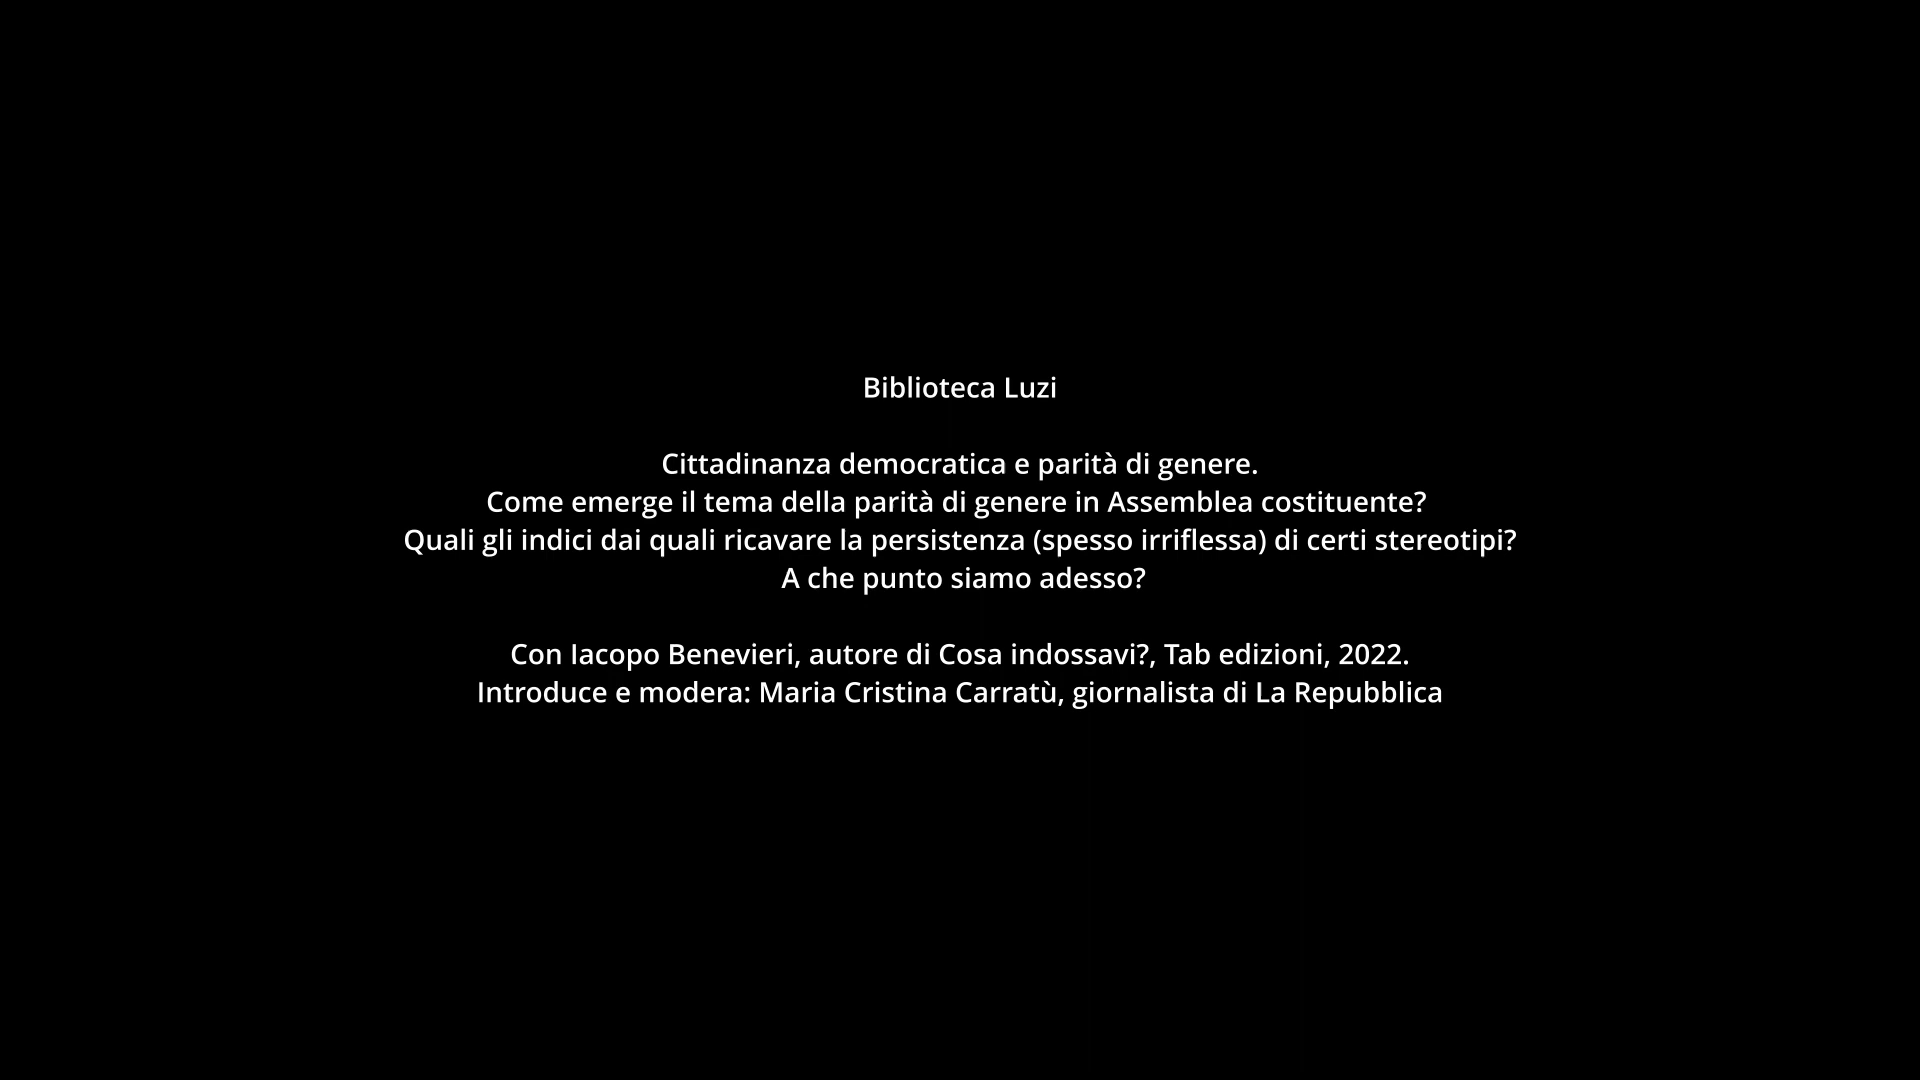 Biblioteca Luzi
Cittadinanza democratica e parità di genere.
Come emerge il tema della parità di genere in Assemblea costituente?
Quali gli indici dai quali ricavare la persistenza (spesso irriflessa) di certi stereotipi?
A che punto siamo adesso?
Con Iacopo Benevieri, autore di Cosa indossavi?, Tab edizioni, 2022.
Introduce e modera: Maria Cristina Carratù, giornalista di La Repubblica